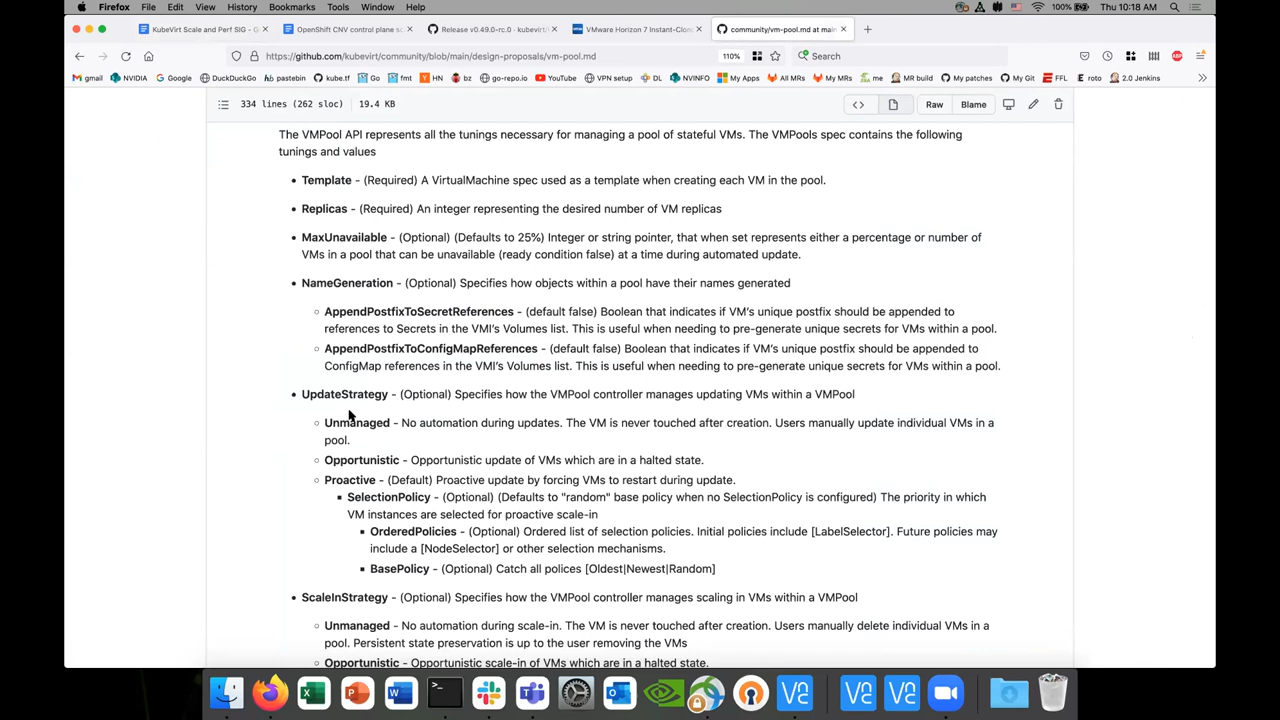 Firefox File Edit View History Bookmarks Tools Window Help 100% Thu 10:18 AM
KubeVirt Scale and Perf SIG - G OpenShift CNV control plane sc Release v0.49.0-rc.0 · kubevirt/ VMware Horizon 7 Instant-Clone community/vm-pool.md at main
https://github.com/kubevirt/community/blob/main/design-proposals/vm-pool.md 110% Search
gmail NVIDIA Google DuckDuckGo pastebin kube.tf Go fmt HN bz go-repo.io YouTube VPN setup DL NVINFO My Apps All MRs My MRs me MR build My patches My Git FFL roto 2.0 Jenkins
334 lines (262 sloc) 19.4 KB Raw Blame
The VMPool API represents all the tunings necessary for managing a pool of stateful VMs. The VMPools spec contains the following
tunings and values
• Template - (Required) A VirtualMachine spec used as a template when creating each VM in the pool.
• Replicas - (Required) An integer representing the desired number of VM replicas
• MaxUnavailable - (Optional) (Defaults to 25%) Integer or string pointer, that when set represents either a percentage or number of
VMs in a pool that can be unavailable (ready condition false) at a time during automated update.
• NameGeneration - (Optional) Specifies how objects within a pool have their names generated
AppendPostfixToSecretReferences - (default false) Boolean that indicates if VM's unique postfix should be appended to
references to Secrets in the VMI's Volumes list. This is useful when needing to pre-generate unique secrets for VMs within a pool.
AppendPostfixToConfigMapReferences - (default false) Boolean that indicates if VM's unique postfix should be appended to
ConfigMap references in the VMI's Volumes list. This is useful when needing to pre-generate unique secrets for VMs within a pool.
• UpdateStrategy - (Optional) Specifies how the VMPool controller manages updating VMs within a VMPool
Unmanaged - No automation during updates. The VM is never touched after creation. Users manually update individual VMs in a
pool.
Opportunistic - Opportunistic update of VMs which are in a halted state.
Proactive - (Default) Proactive update by forcing VMs to restart during update.
SelectionPolicy - (Optional) (Defaults to "random" base policy when no SelectionPolicy is configured) The priority in which
VM instances are selected for proactive scale-in
OrderedPolicies - (Optional) Ordered list of selection policies. Initial policies include [LabelSelector]. Future policies may
include a [NodeSelector] or other selection mechanisms.
BasePolicy - (Optional) Catch all polices [Oldest|Newest|Random]
• ScaleInStrategy - (Optional) Specifies how the VMPool controller manages scaling in VMs within a VMPool
Unmanaged - No automation during scale-in. The VM is never touched after creation. Users manually delete individual VMs in a
pool. Persistent state preservation is up to the user removing the VMs
Opportunistic - Opportunistic scale-in of VMs which are in a halted state.